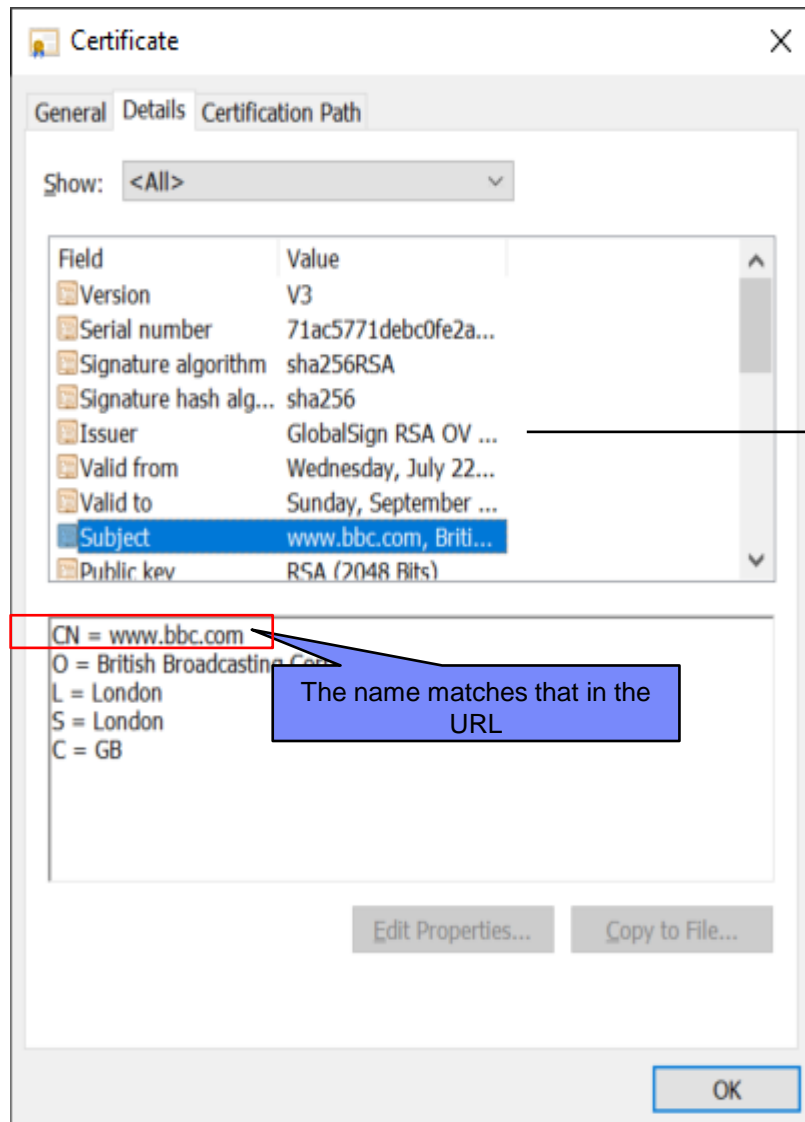 Certificate
General Details Certification Path
Show: <All>
Field Value
Version V3
Serial number 71ac5771debc0fe2a...
Signature algorithm sha256RSA
Signature hash alg... sha256
Issuer GlobalSign RSA OV ...
Valid from Wednesday, July 22...
Valid to Sunday, September ...
Subject www.bbc.com, Briti...
Public key RSA (2048 Bits)
CN = www.bbc.com
O = British Broadcasting
L = London
S = London
C = GB
The name matches that in the
URL
Edit Properties... Copy to File...
OK